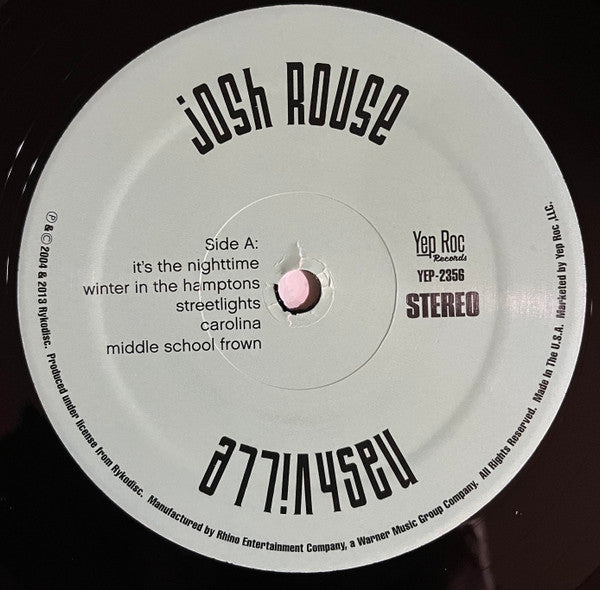 josh Rouse
Side A:
it's the nighttime
winter in the hamptons
streetlights
carolina
middle school frown
Yep Roc
Records
YEP-2356
STEREO
nashville
℗ & © 2004 & 2013 Rykodisc. Produced under license from Rykodisc. Manufactured by Rhino Entertainment Company, a Warner Music Group Company. All Rights Reserved. Made In The U.S.A. Marketed by Yep Roc ,LLC.